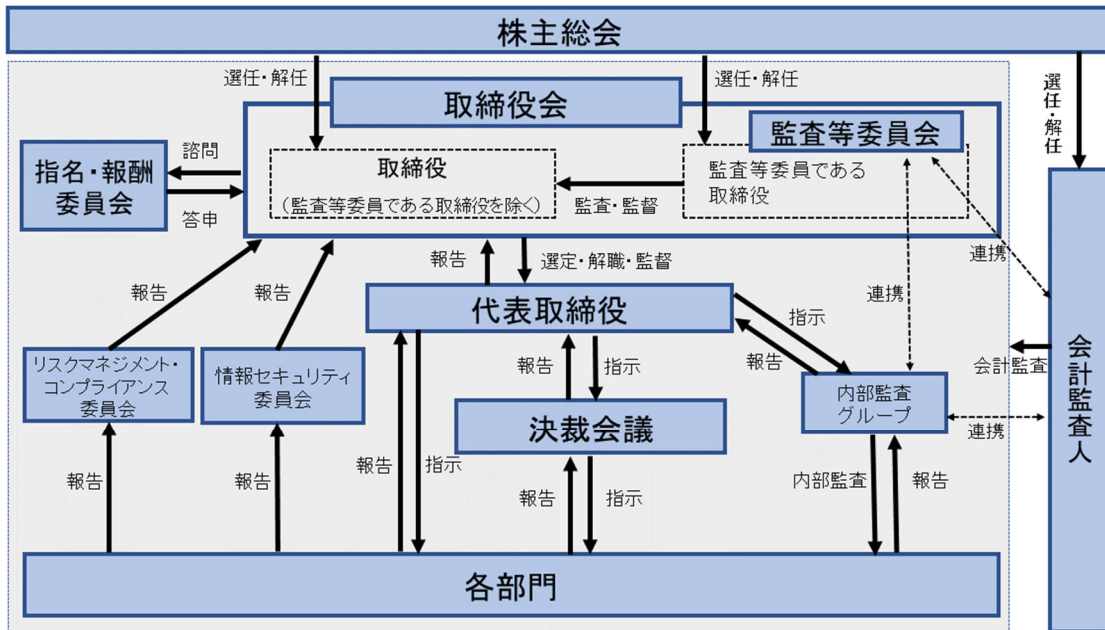 株主総会
選任・解任
選任・解任
選任・解任
取締役会
監査等委員会
指名・報酬
委員会
諮問
答申
取締役
(監査等委員である取締役を除く)
監査・監督
監査等委員である
取締役
報告
報告
報告
選定・解職・監督
連携
連携
代表取締役
指示
報告
会計監査
会計監査人
リスクマネジメント・
コンプライアンス
委員会
情報セキュリティ
委員会
報告
指示
内部監査
グループ
連携
決裁会議
報告
報告
報告
指示
報告
指示
内部監査
報告
各部門